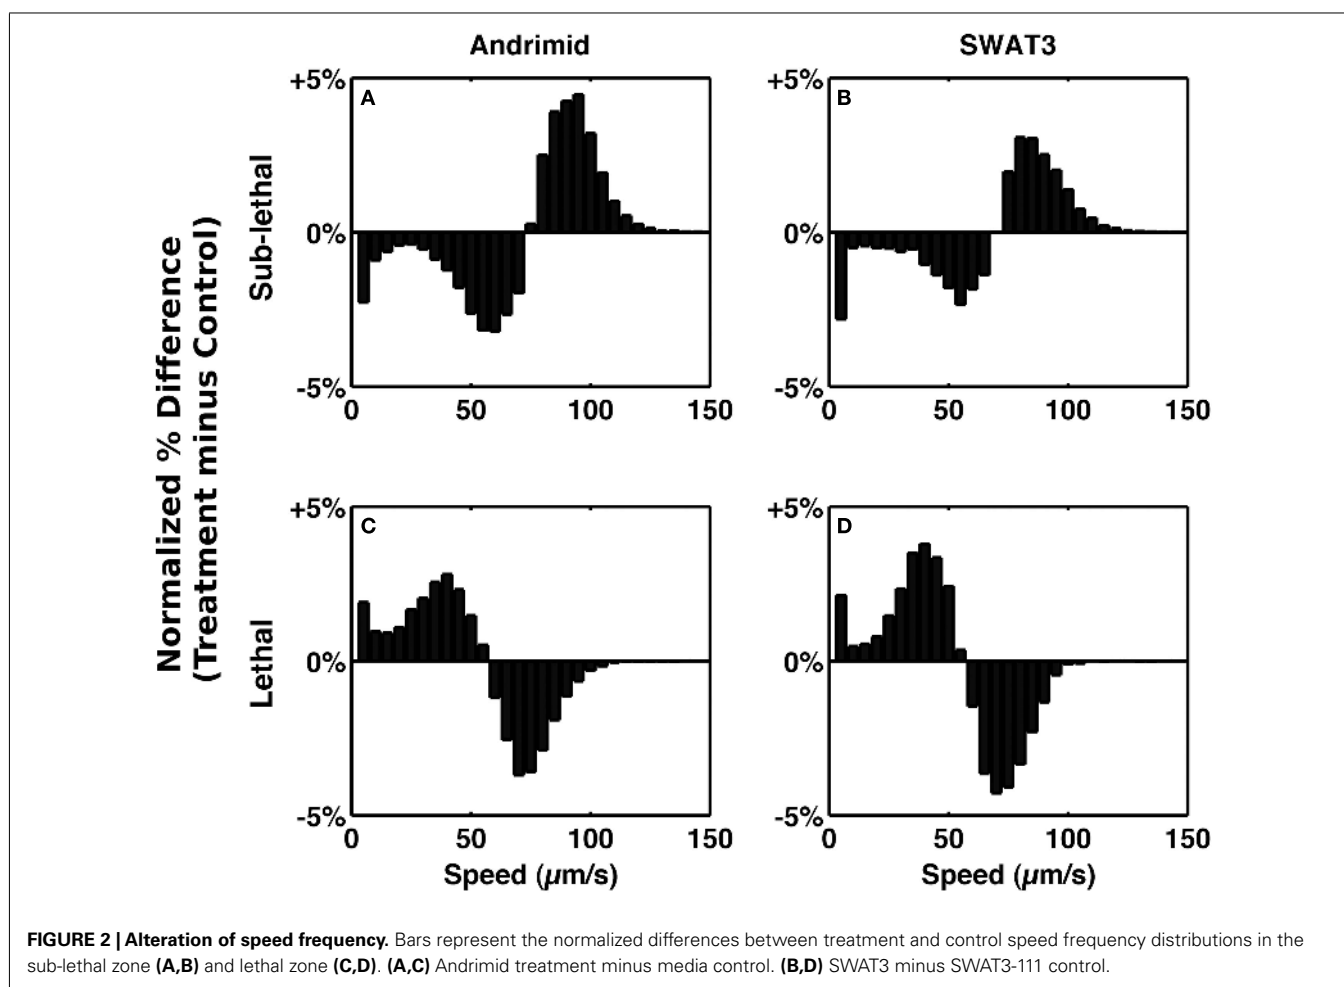 Andrimid
SWAT3
Normalized % Difference
(Treatment minus Control)
Sub-lethal
+5%
A
0%
-5%
0 50 100 150
+5%
B
0%
-5%
0 50 100 150
Lethal
+5%
C
0%
-5%
0 50 100 150
Speed (µm/s)
+5%
D
0%
-5%
0 50 100 150
Speed (µm/s)
FIGURE 2 | Alteration of speed frequency. Bars represent the normalized differences between treatment and control speed frequency distributions in the
sub-lethal zone (A,B) and lethal zone (C,D). (A,C) Andrimid treatment minus media control. (B,D) SWAT3 minus SWAT3-111 control.